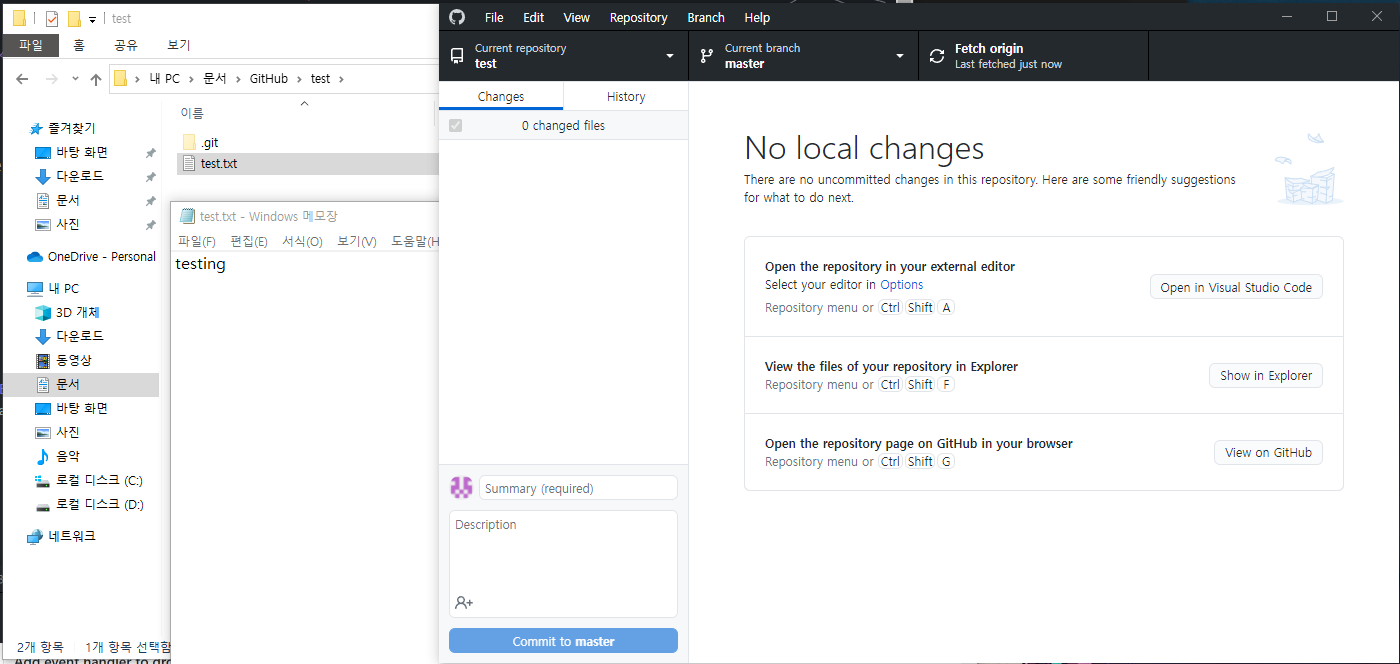 test
파일 홈 공유 보기
내 PC 문서 GitHub test
이름
.git
test.txt
즐겨찾기
바탕 화면
다운로드
문서
사진
OneDrive - Personal
내 PC
3D 개체
다운로드
동영상
문서
바탕 화면
사진
음악
로컬 디스크 (C:)
로컬 디스크 (D:)
네트워크
2개 항목 1개 항목 선택함
Add event handler to
test.txt - Windows 메모장
파일(F) 편집(E) 서식(O) 보기(V) 도움말(H
testing
File Edit View Repository Branch Help
Current repository
test
Current branch
master
Fetch origin
Last fetched just now
Changes History
0 changed files
Summary (required)
Description
Commit to master
No local changes
There are no uncommitted changes in this repository. Here are some friendly suggestions
for what to do next.
Open the repository in your external editor
Select your editor in Options
Repository menu or Ctrl Shift A
Open in Visual Studio Code
View the files of your repository in Explorer
Repository menu or Ctrl Shift F
Show in Explorer
Open the repository page on GitHub in your browser
Repository menu or Ctrl Shift G
View on GitHub